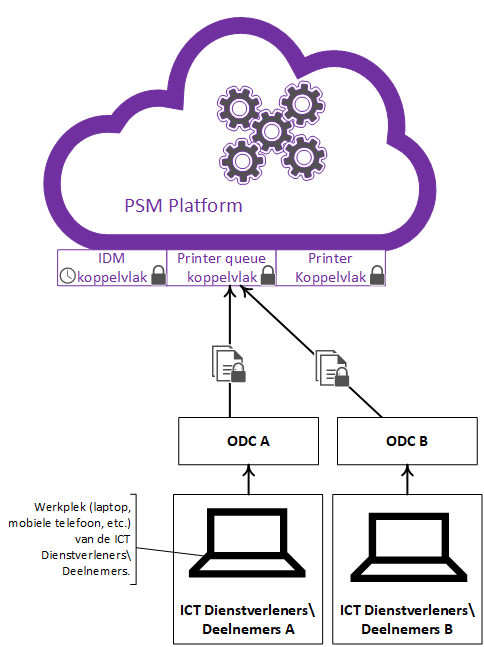 PSM Platform
IDM
koppelvlak
Printer queue
koppelvlak
Printer
Koppelvlak
ODC A
ODC B
Werkplek (laptop,
mobiele telefoon, etc.)
van de ICT
Dienstverleners\
Deelnemers.
ICT Dienstverleners\
Deelnemers A
ICT Dienstverleners\
Deelnemers B